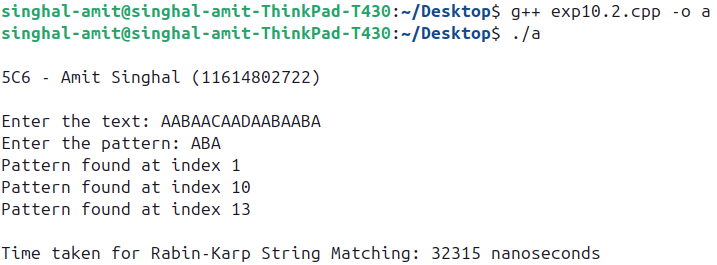 singhal-amit@singhal-amit-ThinkPad-T430:~/Desktop$ g++ exp10.2.cpp -o a
singhal-amit@singhal-amit-ThinkPad-T430:~/Desktop$ ./a
5C6 - Amit Singhal (11614802722)
Enter the text: AABAACAADAABAABA
Enter the pattern: ABA
Pattern found at index 1
Pattern found at index 10
Pattern found at index 13
Time taken for Rabin-Karp String Matching: 32315 nanoseconds